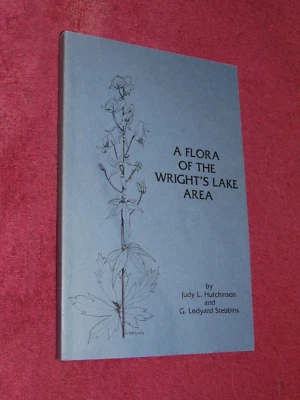 A FLORA
OF THE
WRIGHT'S LAKE
AREA
by
Judy L. Hutchinson
and
G. Ledyard Stebbins